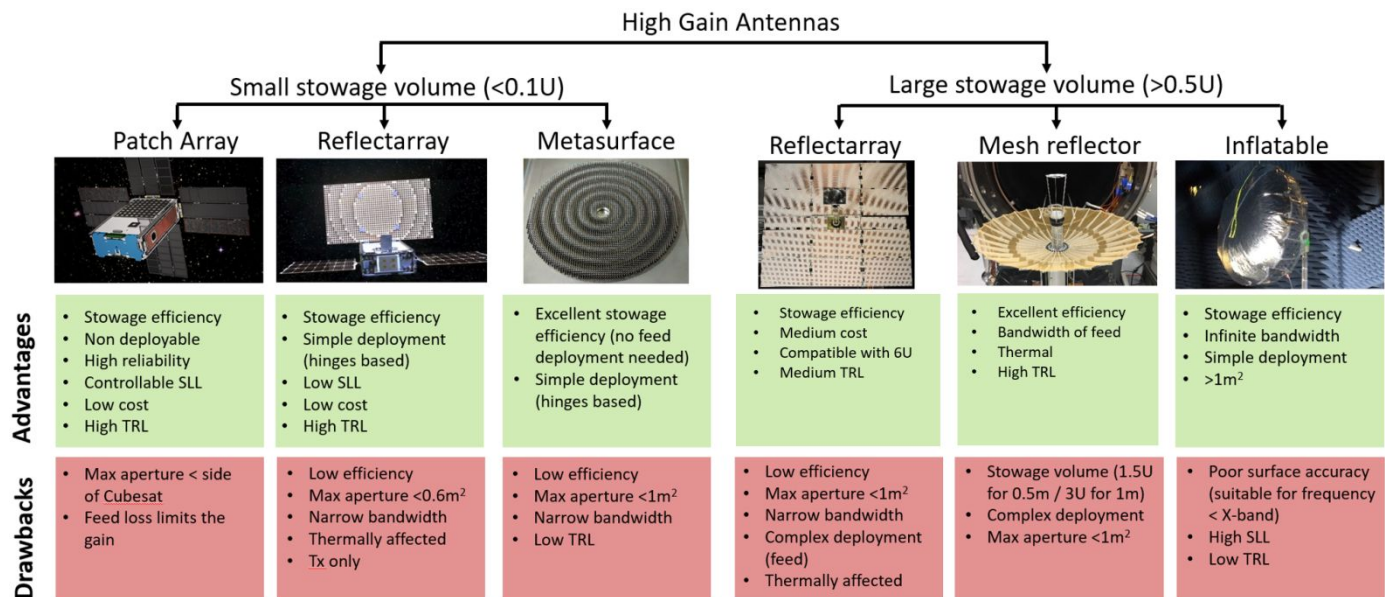 High Gain Antennas
Small stowage volume (<0.1U)
Large stowage volume (>0.5U)
Patch Array
Reflectarray
Metasurface
Reflectarray
Mesh reflector
Inflatable
Advantages
• Stowage efficiency
• Non deployable
• High reliability
• Controllable SLL
• Low cost
• High TRL
• Stowage efficiency
• Simple deployment
(hinges based)
• Low SLL
• Low cost
• High TRL
• Excellent stowage
efficiency (no feed
deployment needed)
• Simple deployment
(hinges based)
• Stowage efficiency
• Medium cost
• Compatible with 6U
• Medium TRL
• Excellent efficiency
• Bandwidth of feed
• Thermal
• High TRL
• Stowage efficiency
• Infinite bandwidth
• Simple deployment
• >1m²
Drawbacks
• Max aperture < side
of Cubesat
• Feed loss limits the
gain
• Low efficiency
• Max aperture <0.6m²
• Narrow bandwidth
• Thermally affected
• Tx only
• Low efficiency
• Max aperture <1m²
• Narrow bandwidth
• Low TRL
• Low efficiency
• Max aperture <1m²
• Narrow bandwidth
• Complex deployment
(feed)
• Thermally affected
• Stowage volume (1.5U
for 0.5m / 3U for 1m)
• Complex deployment
• Max aperture <1m²
• Poor surface accuracy
(suitable for frequency
< X-band)
• High SLL
• Low TRL